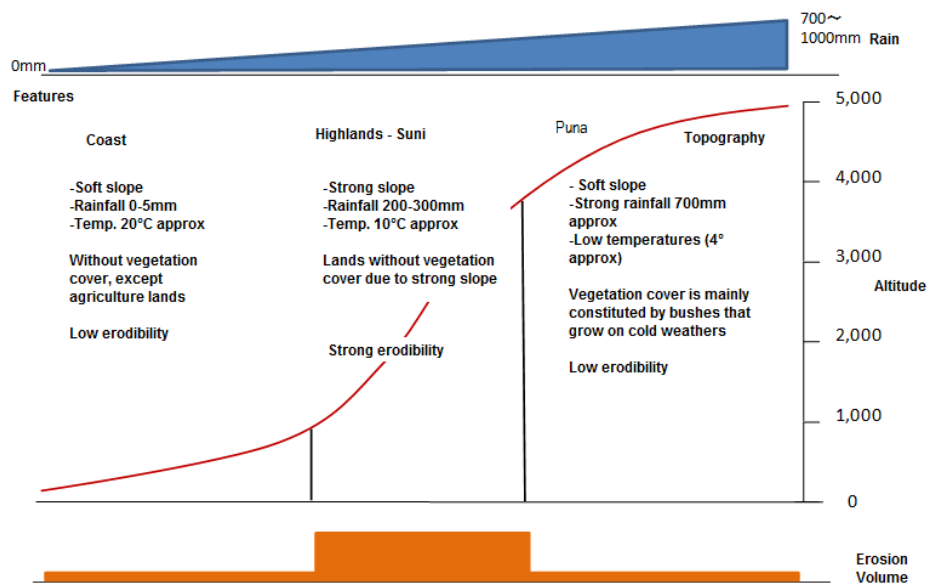 700～
1000mm Rain
0mm
Features
Coast
-Soft slope
-Rainfall 0-5mm
-Temp. 20°C approx
Without vegetation
cover, except
agriculture lands
Low erodibility
Highlands - Suni
-Strong slope
-Rainfall 200-300mm
-Temp. 10°C approx
Lands without vegetation
cover due to strong slope
Strong erodibility
Puna
Topography
- Soft slope
-Strong rainfall 700mm
approx
-Low temperatures (4°
approx)
Vegetation cover is mainly
constituted by bushes that
grow on cold weathers
Low erodibility
5,000
4,000
3,000
Altitude
2,000
1,000
0
Erosion
Volume